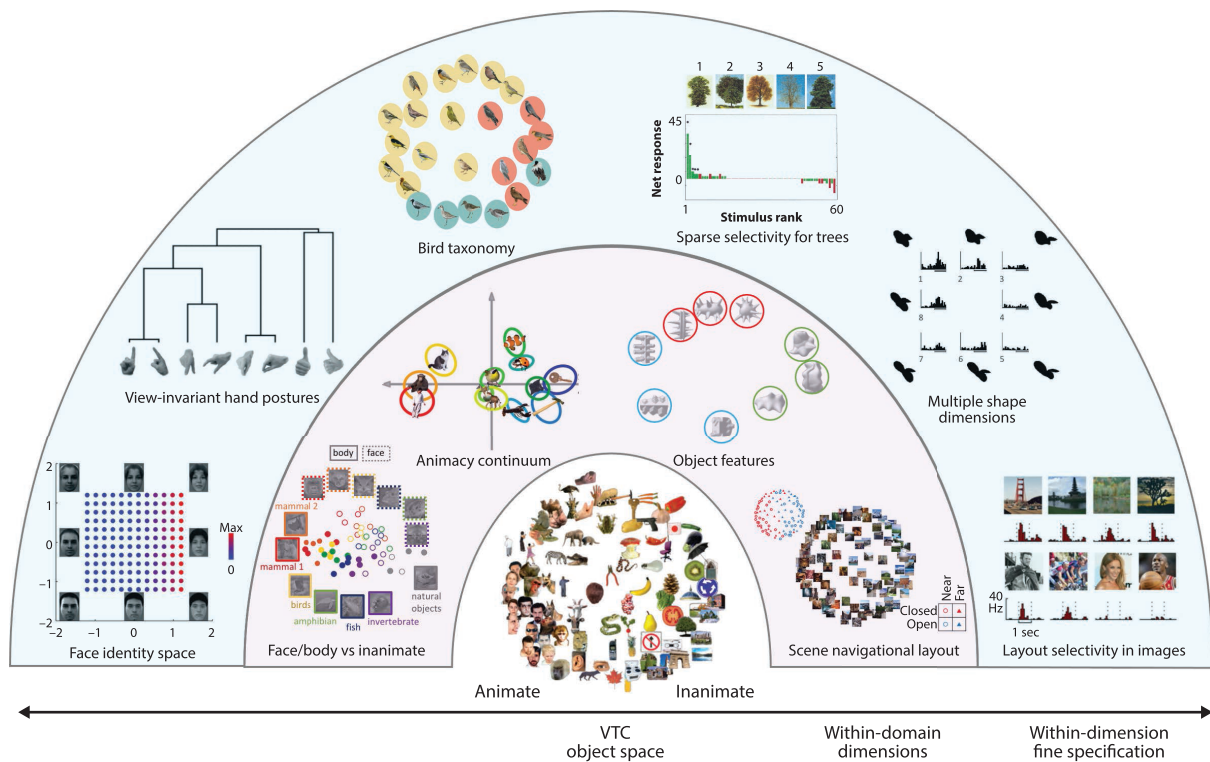 1 2 3 4 5
45
0
Net response
1
60
Stimulus rank
Sparse selectivity for trees
Bird taxonomy
View-invariant hand postures
1
2
3
8
4
7
6
5
Multiple shape
dimensions
Animacy continuum
Object features
body
face
mammal 2
mammal 1
birds
amphibian
fish
invertebrate
natural
objects
Face/body vs inanimate
2
1
0
−1
−2
−2 −1 0 1 2
Max
0
Face identity space
Near
Far
Closed
Open
Scene navigational layout
40
Hz
1 sec
Layout selectivity in images
Animate
Inanimate
VTC
object space
Within-domain
dimensions
Within-dimension
fine specification